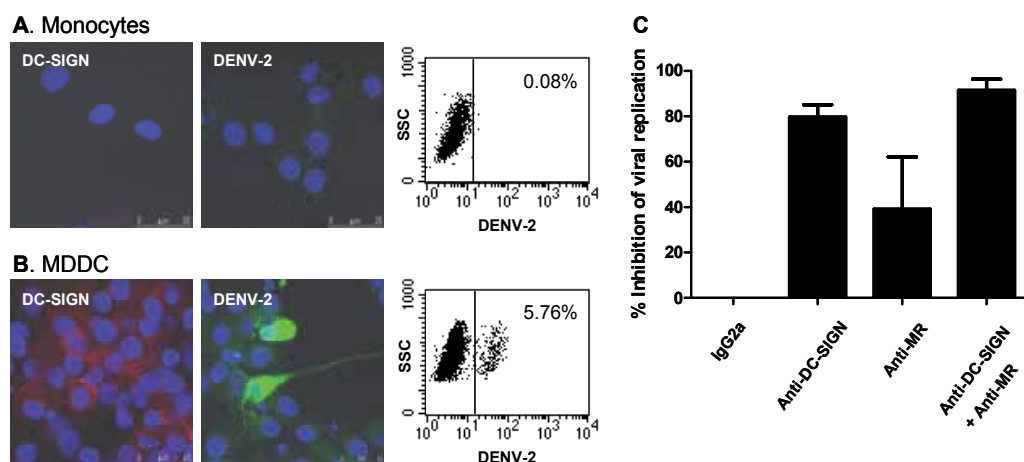 A. Monocytes
DC-SIGN
DENV-2
1000
SSC
0
0.08%
10^0 10^1 10^2 10^3 10^4
DENV-2
B. MDDC
DC-SIGN
DENV-2
1000
SSC
0
5.76%
10^0 10^1 10^2 10^3 10^4
DENV-2
C
% Inhibition of viral replication
100
80
60
40
20
0
IgG2a
Anti-DC-SIGN
Anti-MR
Anti-DC-SIGN
+ Anti-MR